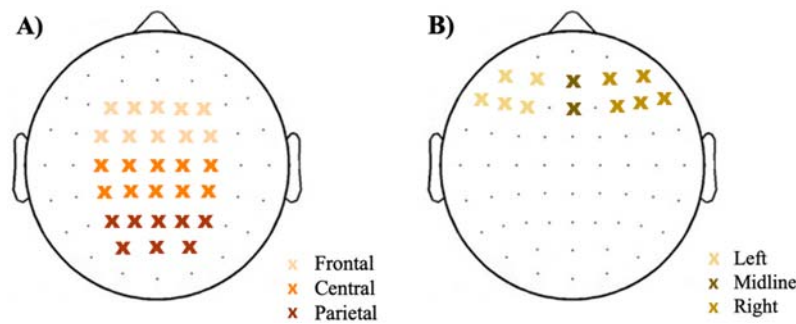 A)
B)
x Frontal
x Central
x Parietal
x Left
x Midline
x Right